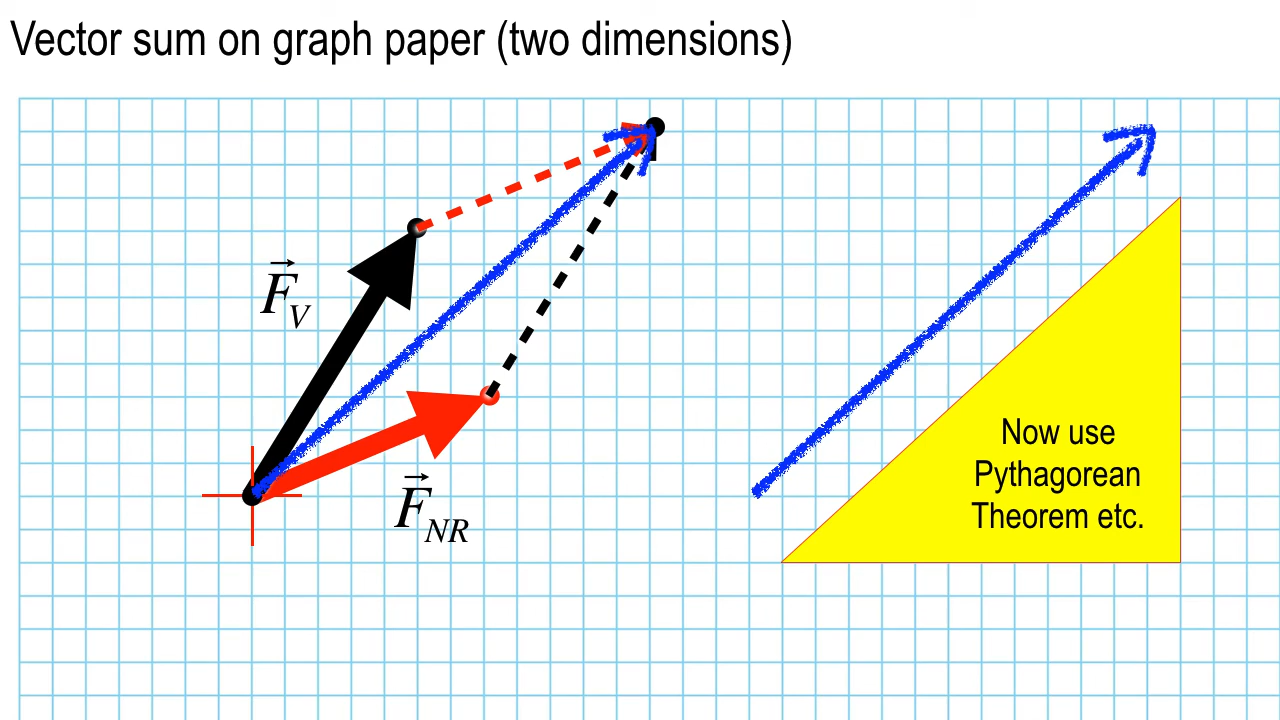 Vector sum on graph paper (two dimensions)
F⃗V
F⃗NR
Now use
Pythagorean
Theorem etc.